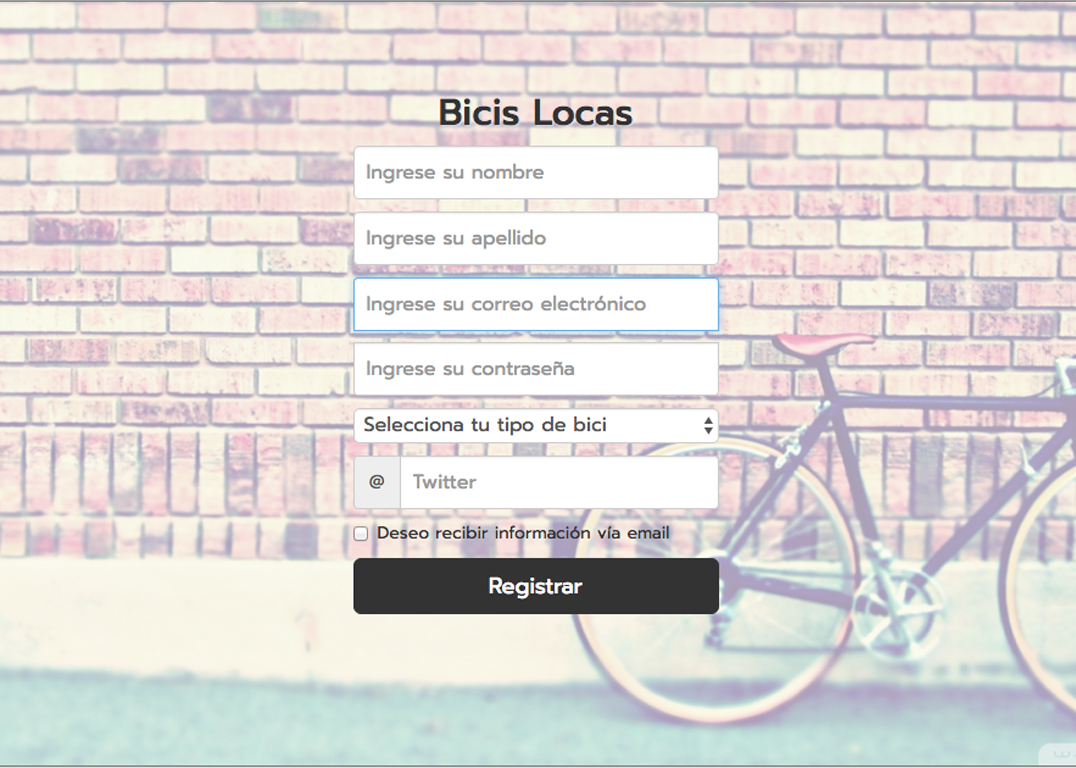 Bicis Locas
Ingrese su nombre
Ingrese su apellido
Ingrese su correo electrónico
Ingrese su contraseña
Selecciona tu tipo de bici
@ Twitter
Deseo recibir información vía email
Registrar